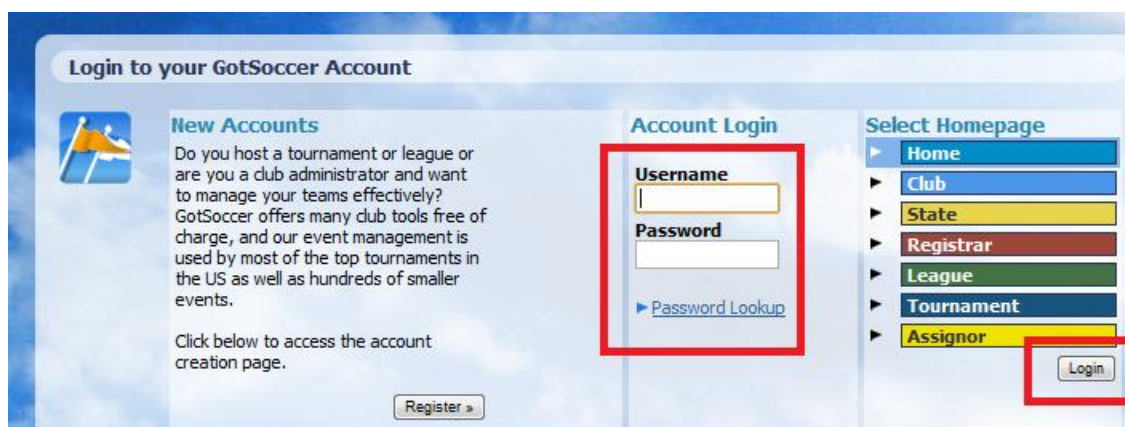 Login to your GotSoccer Account
New Accounts
Do you host a tournament or league or
are you a club administrator and want
to manage your teams effectively?
GotSoccer offers many club tools free of
charge, and our event management is
used by most of the top tournaments in
the US as well as hundreds of smaller
events.
Click below to access the account
creation page.
Register »
Account Login
Username
Password
Password Lookup
Select Homepage
Home
Club
State
Registrar
League
Tournament
Assignor
Login